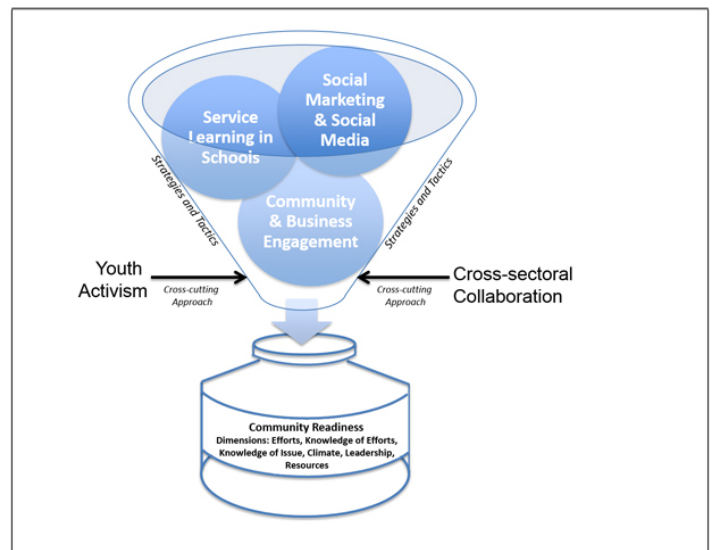 Social
Marketing
& Social
Media
Service
Learning in
Schools
Community
& Business
Engagement
Strategies and Tactics
Strategies and Tactics
Youth
Activism
Cross-cutting
Approach
Cross-cutting
Approach
Cross-sectoral
Collaboration
Community Readiness
Dimensions: Efforts, Knowledge of Efforts,
Knowledge of Issue, Climate, Leadership,
Resources